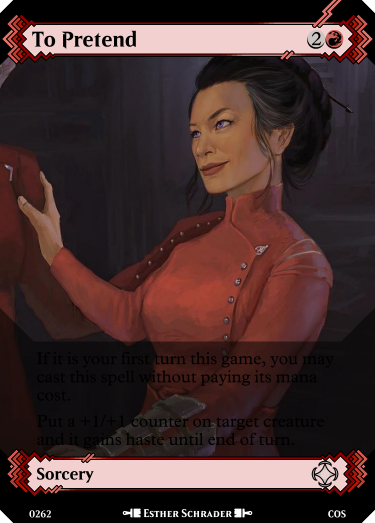 To Pretend
2
If it is your first turn this game, you may
cast this spell without paying its mana
cost.
Put a +1/+1 counter on target creature
and it gains haste until end of turn.
Sorcery
0262
Esther Schrader
COS